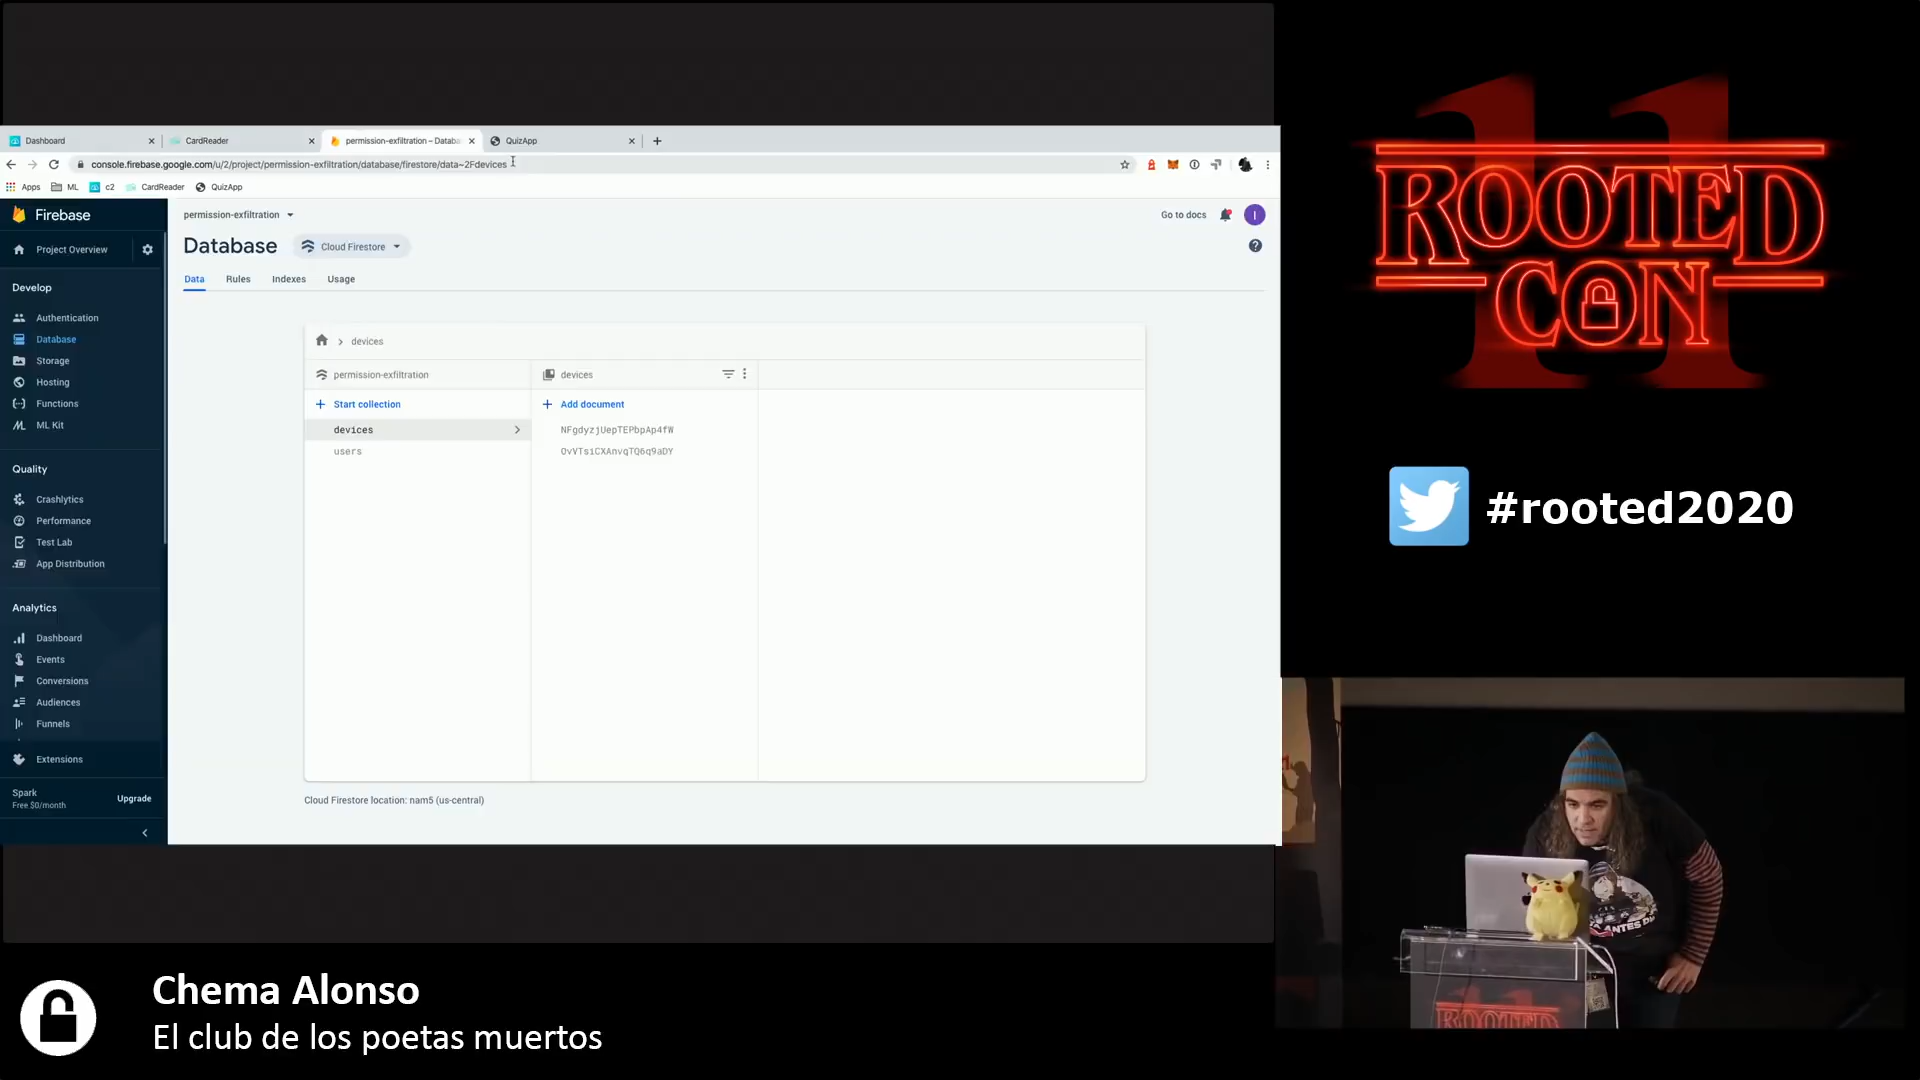 Dashboard
CardReader
permission-exfiltration – Databa
QuizApp
console.firebase.google.com/u/2/project/permission-exfiltration/database/firestore/data~2Fdevices
Apps
ML
c2
CardReader
QuizApp
Firebase
Project Overview
Develop
Authentication
Database
Storage
Hosting
Functions
ML Kit
Quality
Crashlytics
Performance
Test Lab
App Distribution
Analytics
Dashboard
Events
Conversions
Audiences
Funnels
Extensions
Spark
Free $0/month
Upgrade
permission-exfiltration
Go to docs
I
Database
Cloud Firestore
Data
Rules
Indexes
Usage
devices
permission-exfiltration
devices
Start collection
Add document
devices
NFgdyzjUepTEPbpAp4fW
users
OvVTsiCXAnvqTQ6q9aDY
Cloud Firestore location: nam5 (us-central)
11
ROOTED
CON
#rooted2020
ANTES
ROOTED
Chema Alonso
El club de los poetas muertos